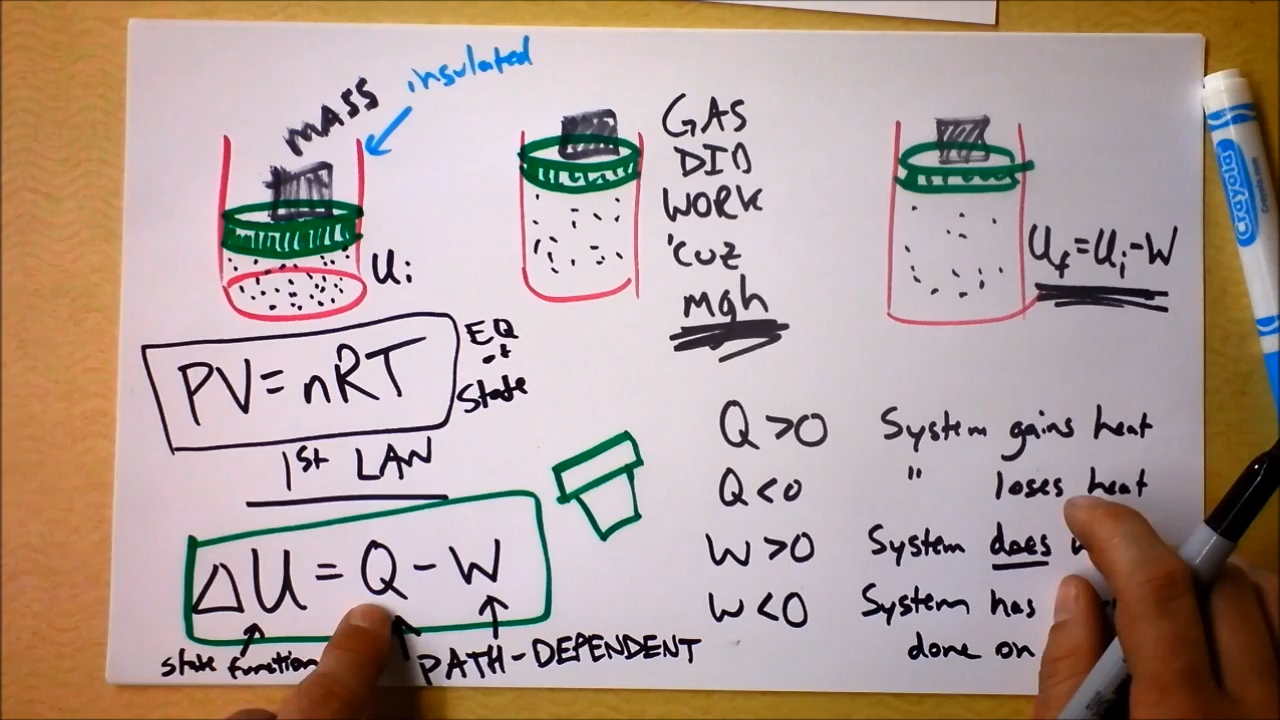 MASS
insulated
Ui
GAS
DID
WORK
'cuz
mgh
Uf = Ui - W
PV = nRT
EQ
of
State
1st LAW
ΔU = Q - W
state function
PATH-DEPENDENT
Q > 0 System gains heat
Q < 0 " loses heat
W > 0 System does
W < 0 System has
done on
Crayola